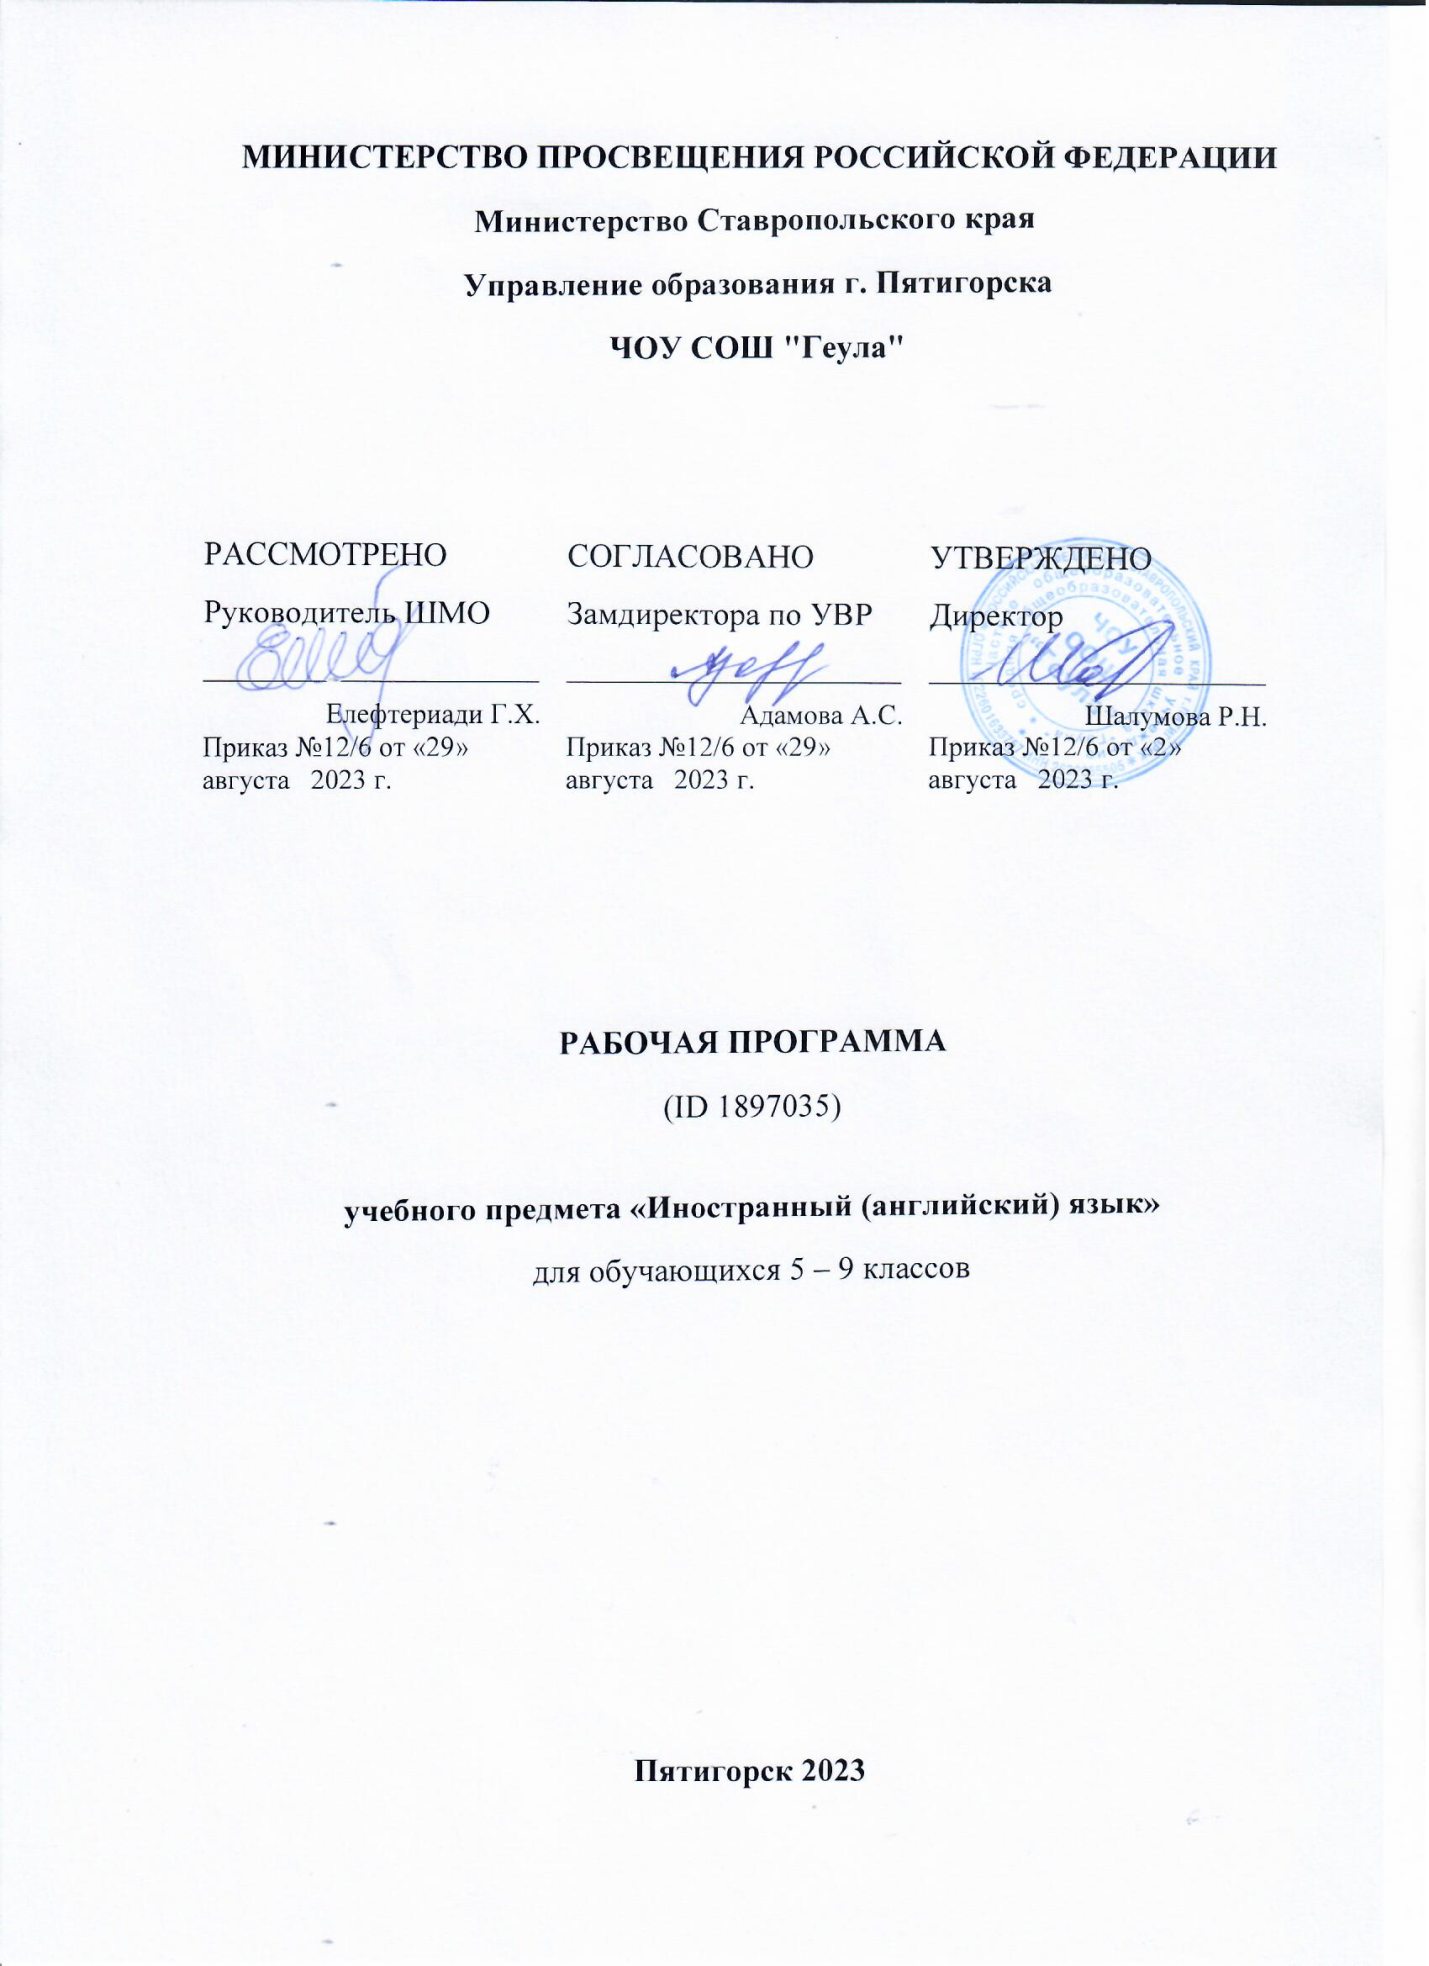 МИНИСТЕРСТВО ПРОСВЕЩЕНИЯ РОССИЙСКОЙ ФЕДЕРАЦИИ
Министерство Ставропольского края
Управление образования г. Пятигорска
ЧОУ СОШ "Геула"
РАССМОТРЕНО
Руководитель ШМО
Елефтериади Г.Х.
Приказ №12/6 от «29»
августа 2023 г.
СОГЛАСОВАНО
Замдиректора по УВР
Адамова А.С.
Приказ №12/6 от «29»
августа 2023 г.
УТВЕРЖДЕНО
Директор
Шалумова Р.Н.
Приказ №12/6 от «2»
августа 2023 г.
РАБОЧАЯ ПРОГРАММА
(ID 1897035)
учебного предмета «Иностранный (английский) язык»
для обучающихся 5 – 9 классов
Пятигорск 2023